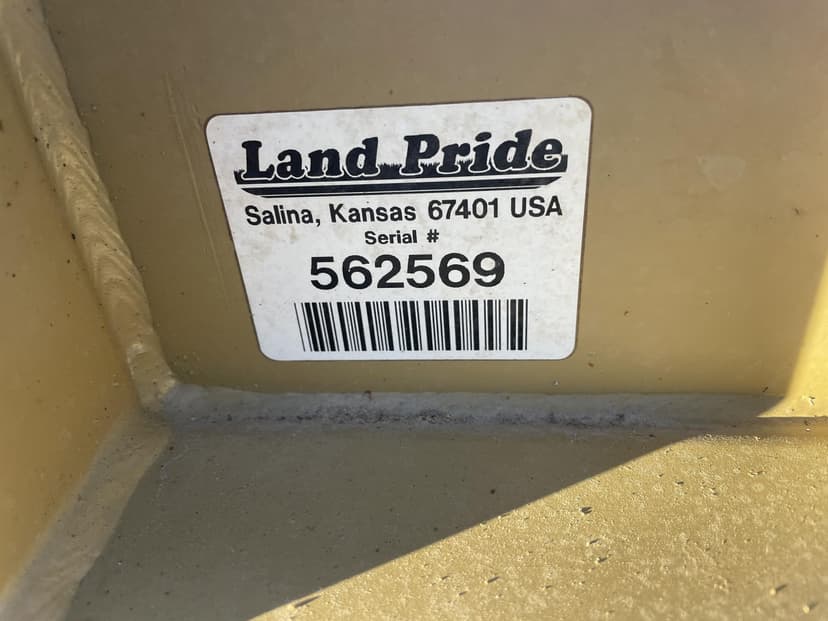 Land Pride
Salina, Kansas 67401 USA
Serial #
562569